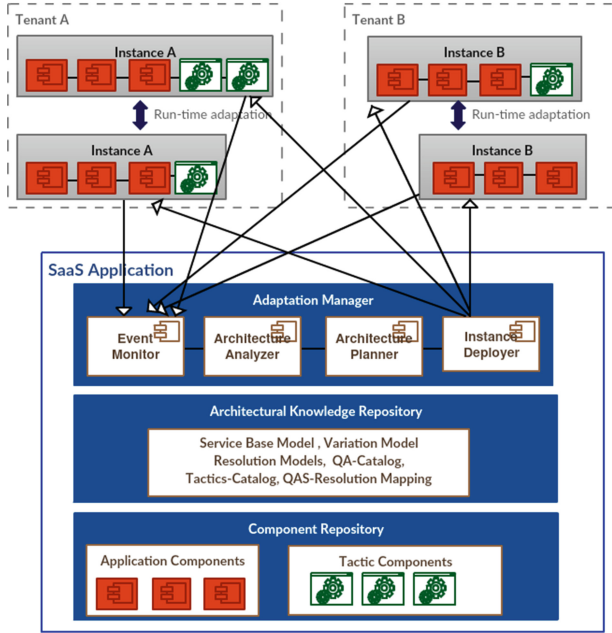 Tenant A
Tenant B
Instance A
Instance B
Run-time adaptation
Run-time adaptation
Instance A
Instance B
SaaS Application
Adaptation Manager
Event
Monitor
Architecture
Analyzer
Architecture
Planner
Instance
Deployer
Architectural Knowledge Repository
Service Base Model , Variation Model
Resolution Models, QA-Catalog,
Tactics-Catalog, QAS-Resolution Mapping
Component Repository
Application Components
Tactic Components